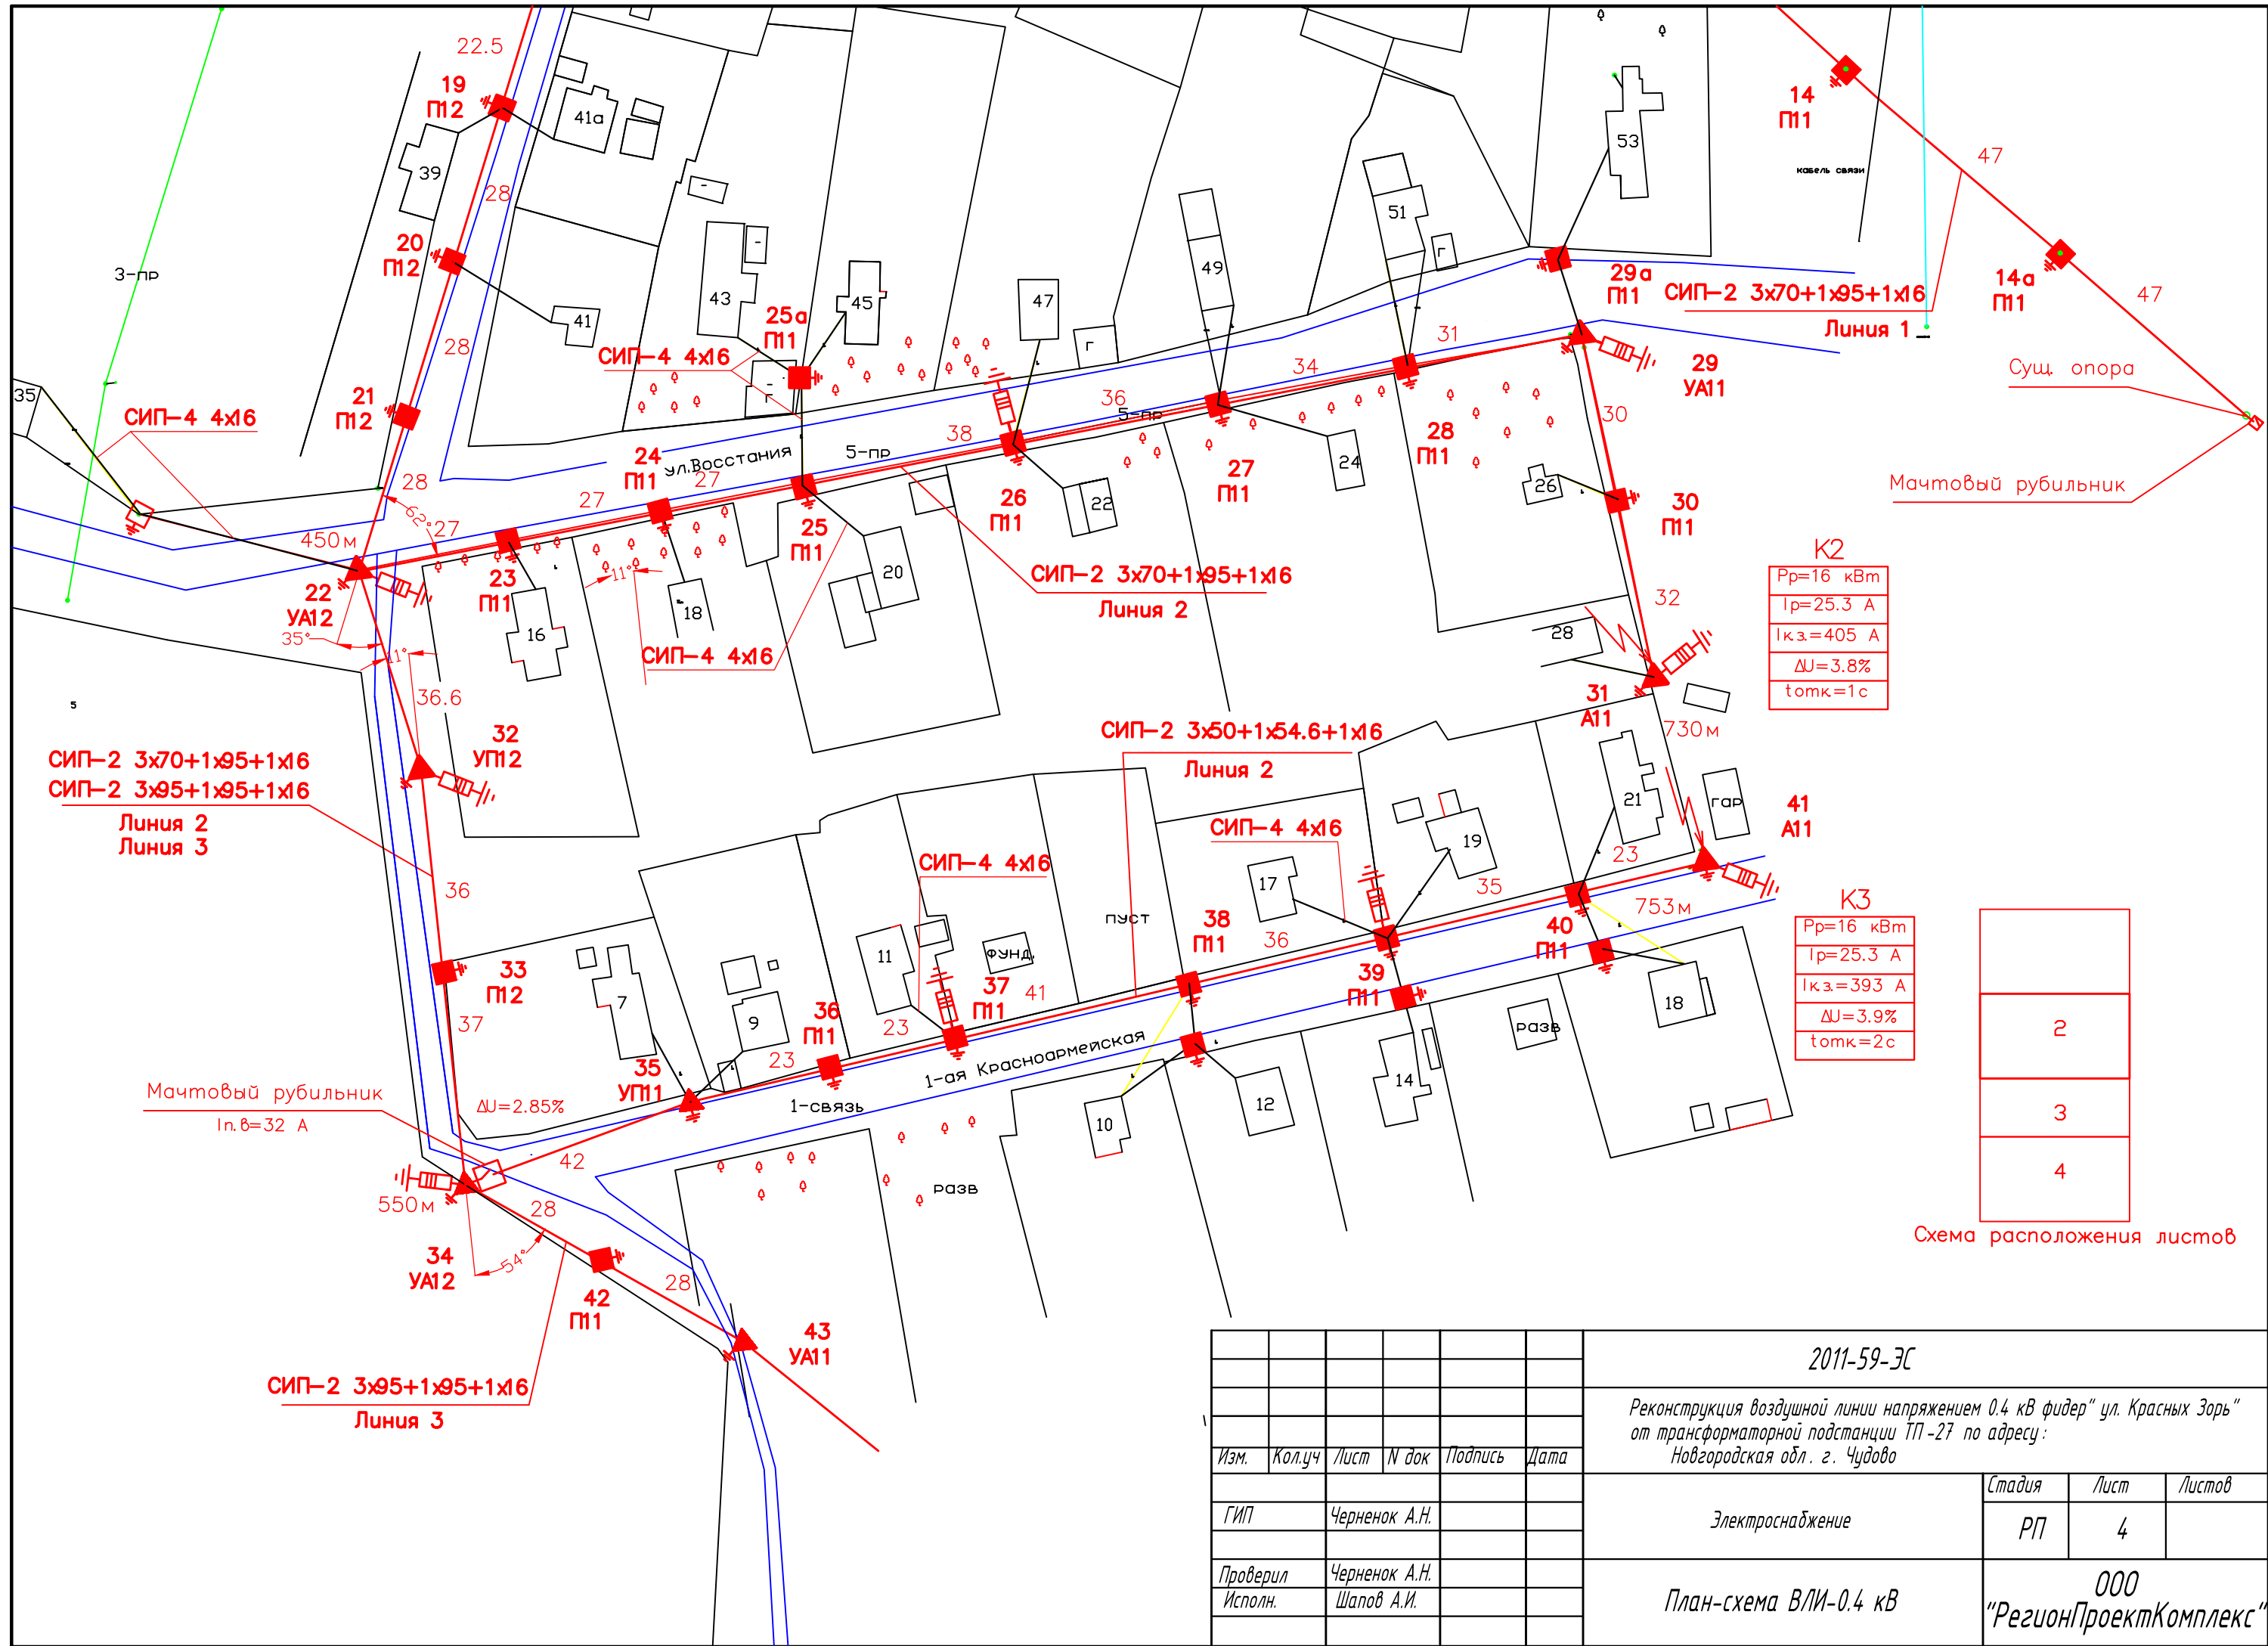 22.5
19
П12
41а
39
28
20
П12
3-пр
41
28
21
П12
35
СИП-4 4х16
28
62°
27
450м
22
УА12
35°
11°
43
45
25а
П11
СИП-4 4х16
г
47
г
49
51
г
53
14
П11
47
кабель связи
14а
П11
47
29а
П11
СИП-2 3х70+1х95+1х16
Линия 1
Сущ. опора
Мачтовый рубильник
29
УА11
31
34
36
5-пр
38
5-пр
ул.Восстания
24
П11
27
27
23
П11
16
11°
18
25
П11
20
26
П11
22
27
П11
24
28
П11
30
26
30
П11
32
28
СИП-2 3х70+1х95+1х16
Линия 2
СИП-4 4х16
К2
Рр=16 кВт
Iр=25.3 А
Iк.з.=405 А
ΔU=3.8%
tотк=1с
31
А11
730м
36.6
32
УП12
5
СИП-2 3х70+1х95+1х16
СИП-2 3х95+1х95+1х16
Линия 2
Линия 3
СИП-2 3х50+1х54.6+1х16
Линия 2
СИП-4 4х16
СИП-4 4х16
21
гар
41
А11
19
17
23
35
753м
К3
Рр=16 кВт
Iр=25.3 А
Iк.з.=393 А
ΔU=3.9%
tотк=2с
36
33
П12
37
7
9
11
фунд.
пуст
38
П11
36
39
П11
40
П11
18
разв
14
12
10
37
П11
41
23
36
П11
23
35
УП11
1-ая Красноармейская
1-связь
Мачтовый рубильник
Iп.в=32 А
ΔU=2.85%
42
разв
550м
28
54°
34
УА12
28
42
П11
43
УА11
СИП-2 3х95+1х95+1х16
Линия 3
2
3
4
Схема расположения листов
2011-59-ЭС
Реконструкция воздушной линии напряжением 0.4 кВ фидер" ул. Красных Зорь"
от трансформаторной подстанции ТП-27 по адресу:
Новгородская обл. г. Чудово
Изм. Кол.уч Лист N док Подпись Дата
Стадия Лист Листов
ГИП Черненок А.Н.
Электроснабжение
РП 4
Проверил Черненок А.Н.
Исполн. Шапов А.И.
План-схема ВЛИ-0.4 кВ
ООО
"РегионПроектКомплекс"